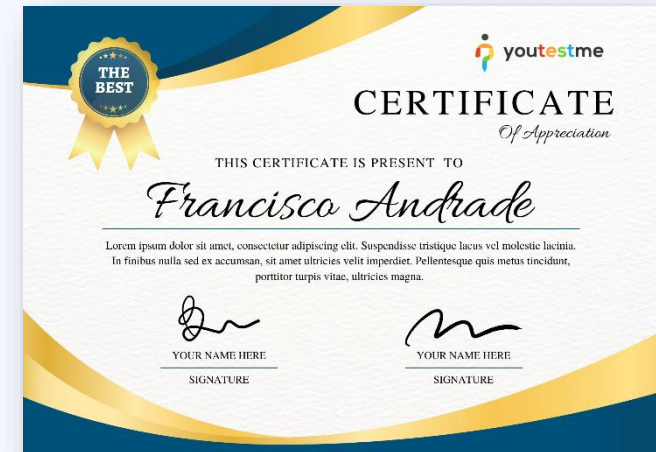 THE
BEST
youtestme
CERTIFICATE
Of Appreciation
THIS CERTIFICATE IS PRESENT TO
Francisco Andrade
Lorem ipsum dolor sit amet, consectetur adipiscing elit. Suspendisse tristique lacus vel molestie lacinia.
In finibus nulla sed ex accumsan, sit amet ultricies velit imperdiet. Pellentesque quis metus tincidunt,
porttitor turpis vitae, ultricies magna.
YOUR NAME HERE
SIGNATURE
YOUR NAME HERE
SIGNATURE